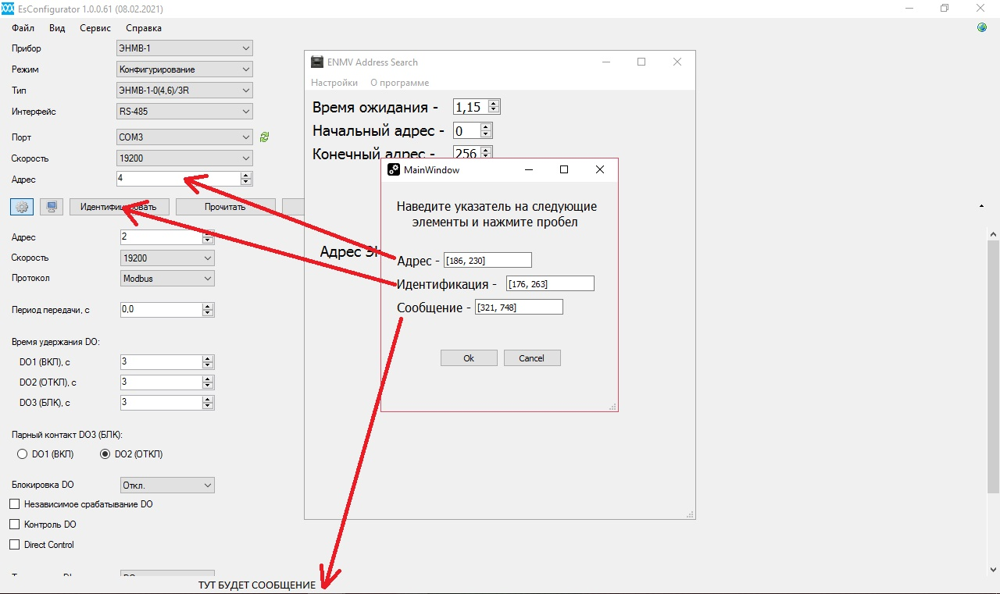 EsConfigurator 1.0.0.61 (08.02.2021)
Файл Вид Сервис Справка
Прибор ЭНМВ-1
Режим Конфигурирование
Тип ЭНМВ-1-0(4,6)/3R
Интерфейс RS-485
Порт COM3
Скорость 19200
Адрес 4
Идентифицировать Прочитать
Адрес 2
Скорость 19200
Протокол Modbus
Период передачи, с 0,0
Время удержания DO:
DO1 (ВКЛ), с 3
DO2 (ОТКЛ), с 3
DO3 (БЛК), с 3
Парный контакт DO3 (БЛК):
DO1 (ВКЛ) DO2 (ОТКЛ)
Блокировка DO Откл.
Независимое срабатывание DO
Контроль DO
Direct Control
ТУТ БУДЕТ СООБЩЕНИЕ
ENMV Address Search
Настройки О программе
Время ожидания - 1,15
Начальный адрес - 0
Конечный адрес - 256
Адрес
MainWindow
Наведите указатель на следующие
элементы и нажмите пробел
Адрес - [186, 230]
Идентификация - [176, 263]
Сообщение - [321, 748]
Ok Cancel